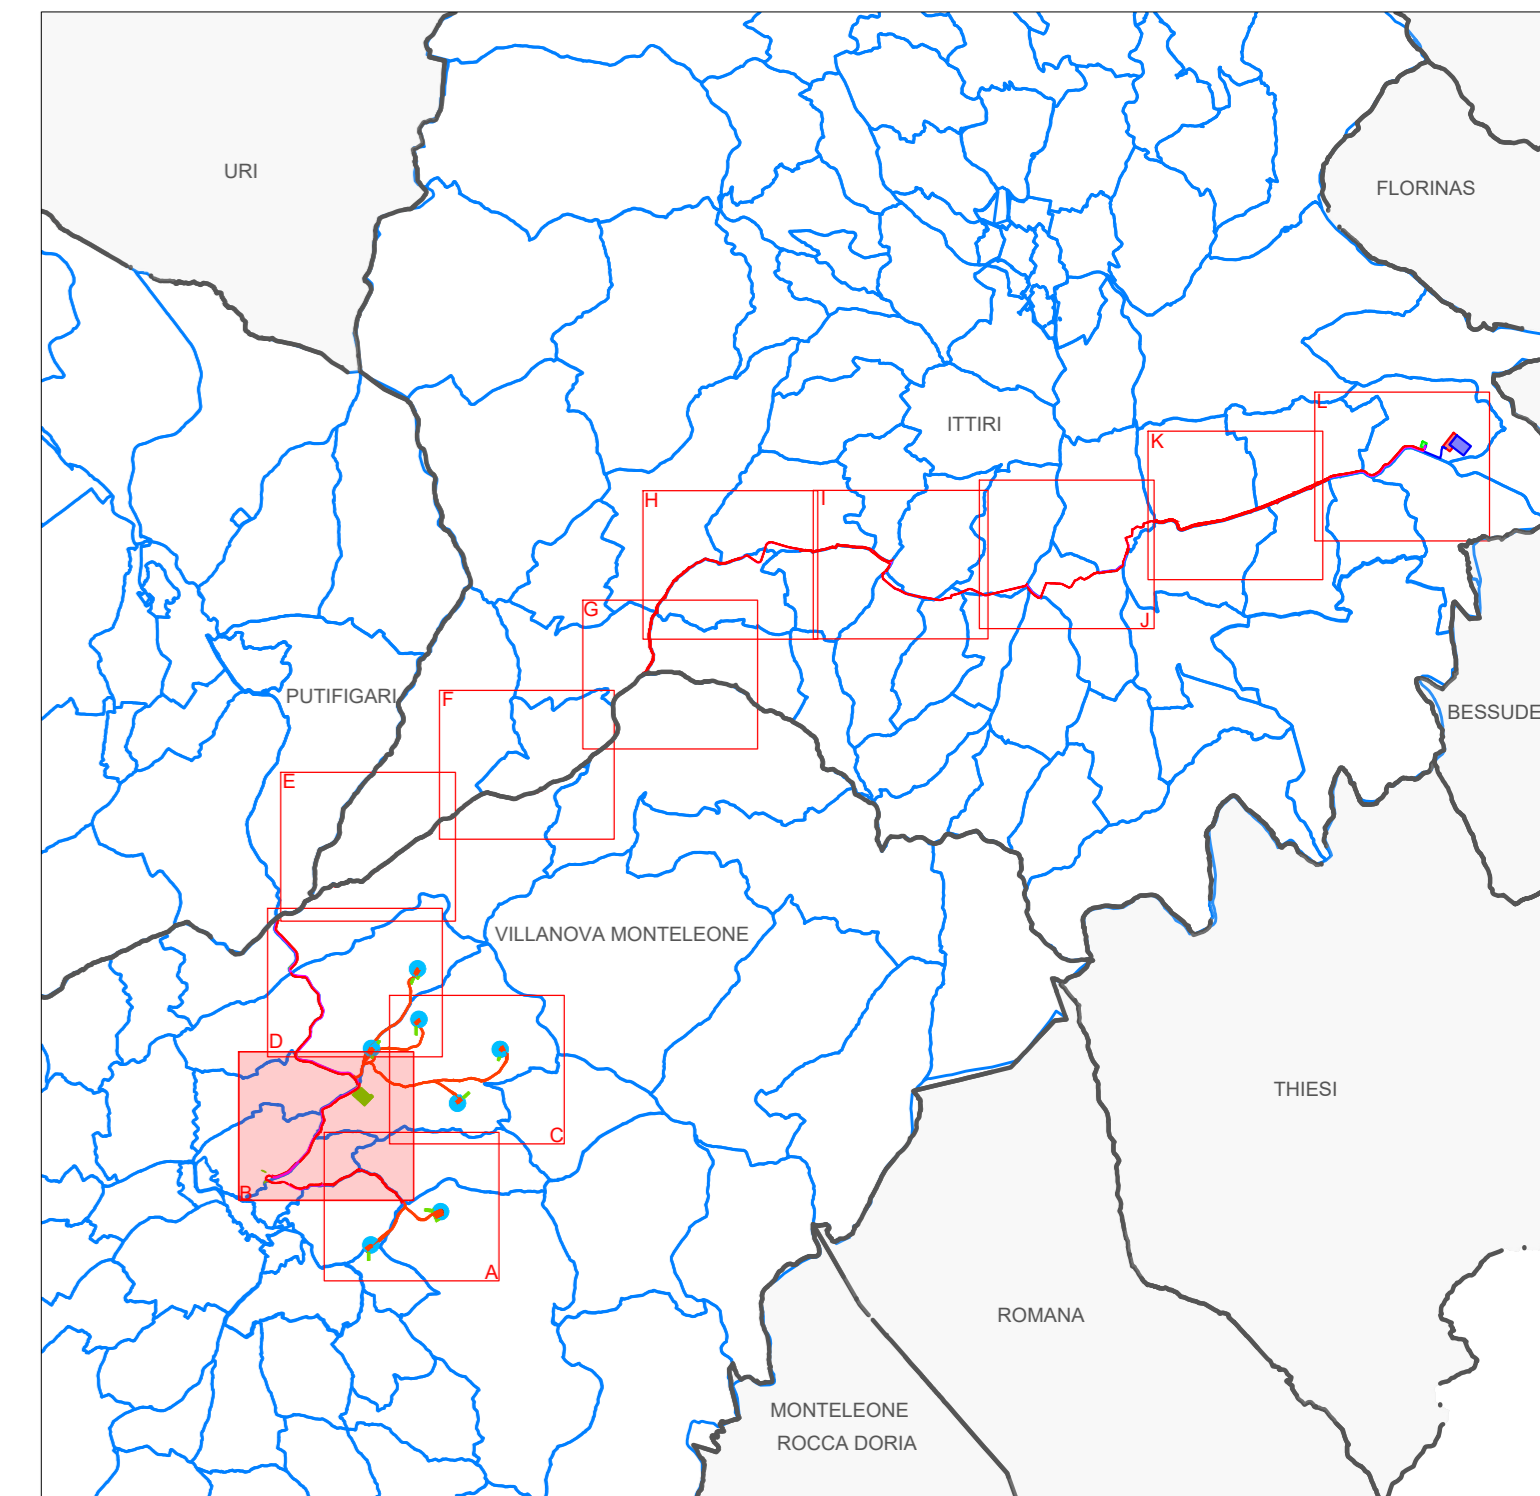 URI
FLORINAS
L
ITTIRI
K
H
I
G
J
PUTIFIGARI
F
BESSUDE
E
VILLANOVA MONTELEONE
D
THIESI
C
B
A
ROMANA
MONTELEONE
ROCCA DORIA